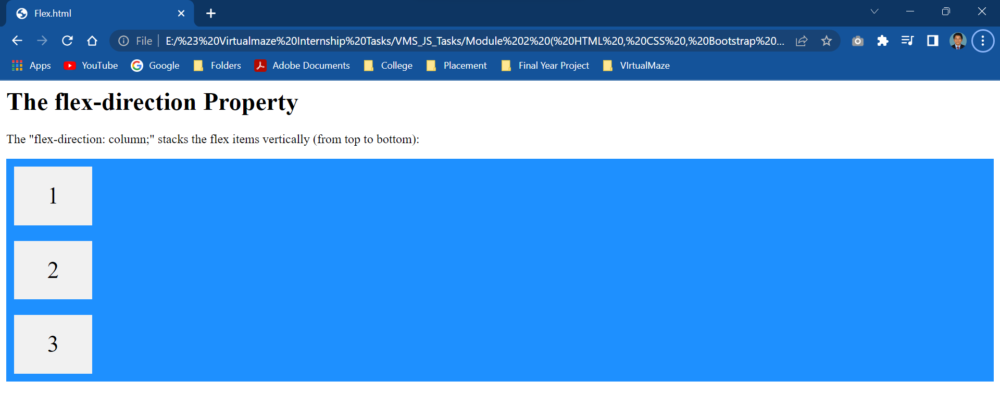 Flex.html
File E:/%23%20Virtualmaze%20Internship%20Tasks/VMS_JS_Tasks/Module%202%20(%20HTML%20,%20CSS%20,%20Bootstrap%20...
Apps YouTube Google Folders Adobe Documents College Placement Final Year Project VIrtualMaze
The flex-direction Property
The "flex-direction: column;" stacks the flex items vertically (from top to bottom):
1
2
3